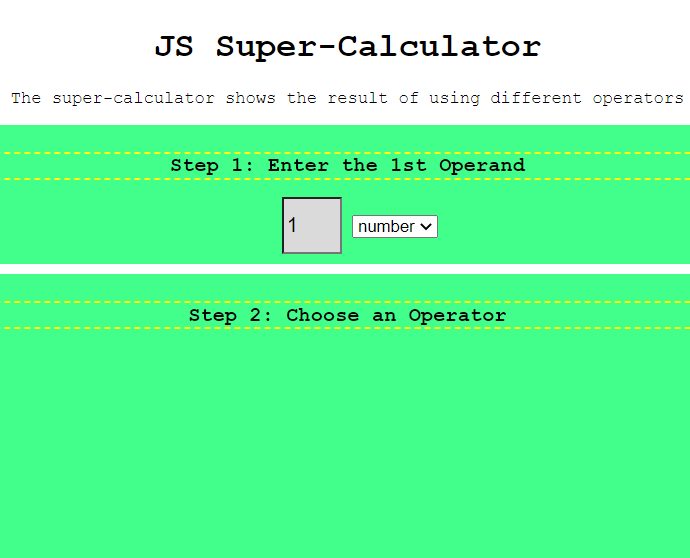 JS Super-Calculator
The super-calculator shows the result of using different operators
Step 1: Enter the 1st Operand
1 number
Step 2: Choose an Operator